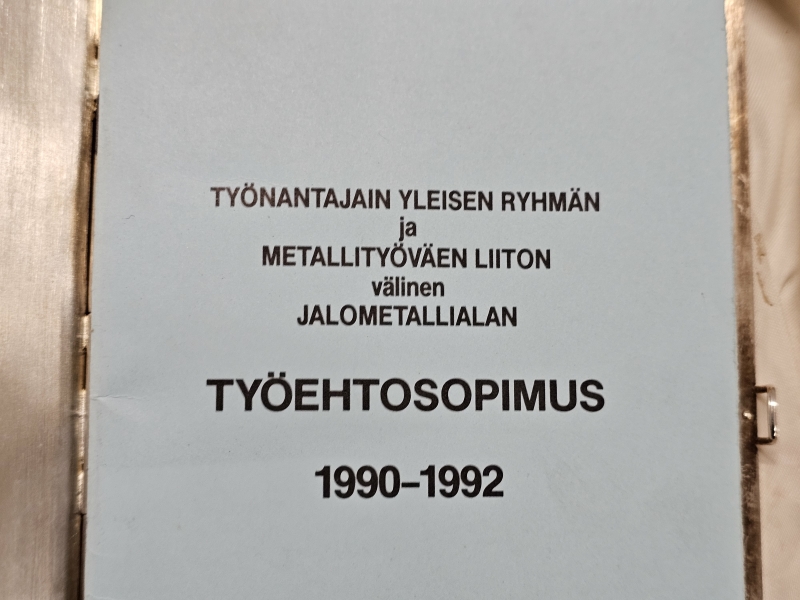 TYÖNANTAJAIN YLEISEN RYHMÄN
ja
METALLITYÖVÄEN LIITON
välinen
JALOMETALLIALAN
TYÖEHTOSOPIMUS
1990–1992